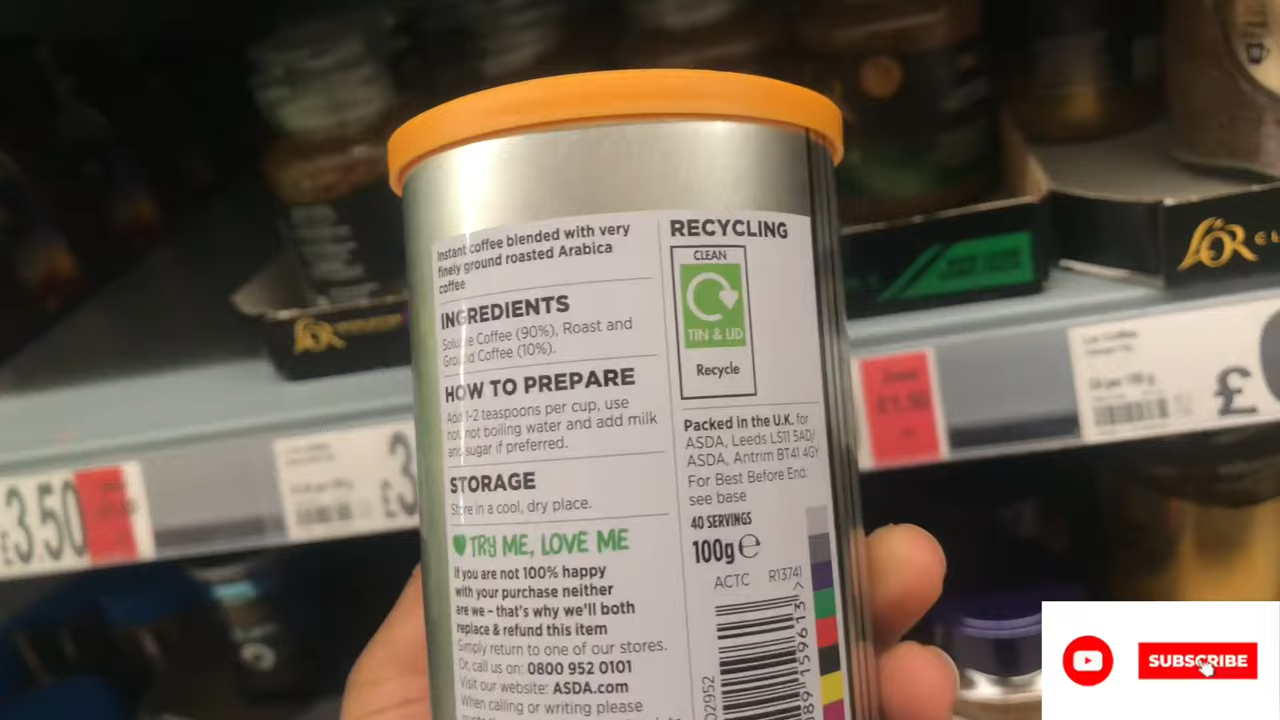 Instant coffee blended with very
finely ground roasted Arabica
coffee
INGREDIENTS
Soluble Coffee (90%), Roast and
Ground Coffee (10%).
HOW TO PREPARE
Add 1-2 teaspoons per cup, use
hot not boiling water and add milk
and sugar if preferred.
STORAGE
Store in a cool, dry place.
TRY ME, LOVE ME
If you are not 100% happy
with your purchase neither
are we - that's why we'll both
replace & refund this item
Simply return to one of our stores.
Or, call us on: 0800 952 0101
Visit our website: ASDA.com
When calling or writing please
RECYCLING
CLEAN
TIN & LID
Recycle
Packed in the U.K. for
ASDA, Leeds LS11 5AD/
ASDA, Antrim BT41 4GY
For Best Before End:
see base
40 SERVINGS
100g e
ACTC R13741
02952
159613>
L'OR
L'OR
£3.50
£3
£
SUBSCRIBE